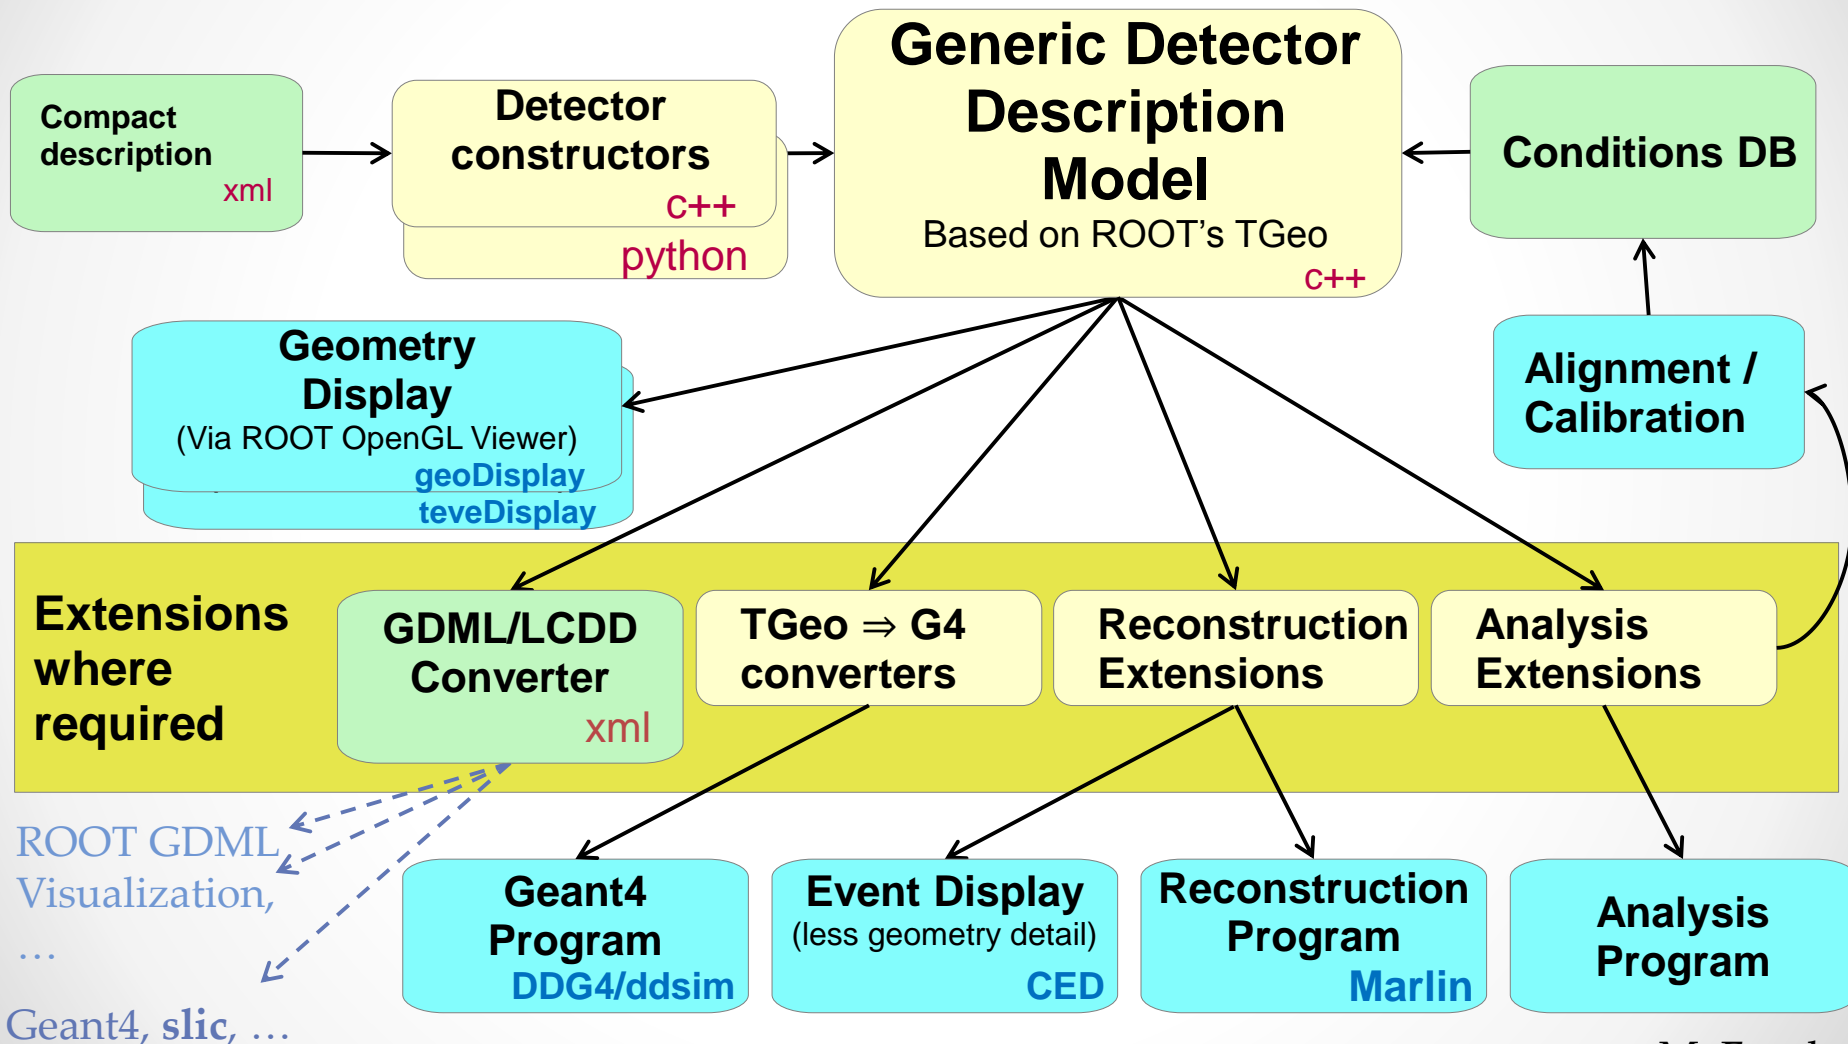 Compact
description
xml
Detector
constructors
c++
python
Generic Detector
Description
Model
Based on ROOT's TGeo
c++
Conditions DB
Geometry
Display
(Via ROOT OpenGL Viewer)
geoDisplay
teveDisplay
Alignment /
Calibration
Extensions
where
required
GDML/LCDD
Converter
xml
TGeo ⇒ G4
converters
Reconstruction
Extensions
Analysis
Extensions
ROOT GDML
Visualization,
…
Geant4, slic, …
Geant4
Program
DDG4/ddsim
Event Display
(less geometry detail)
CED
Reconstruction
Program
Marlin
Analysis
Program